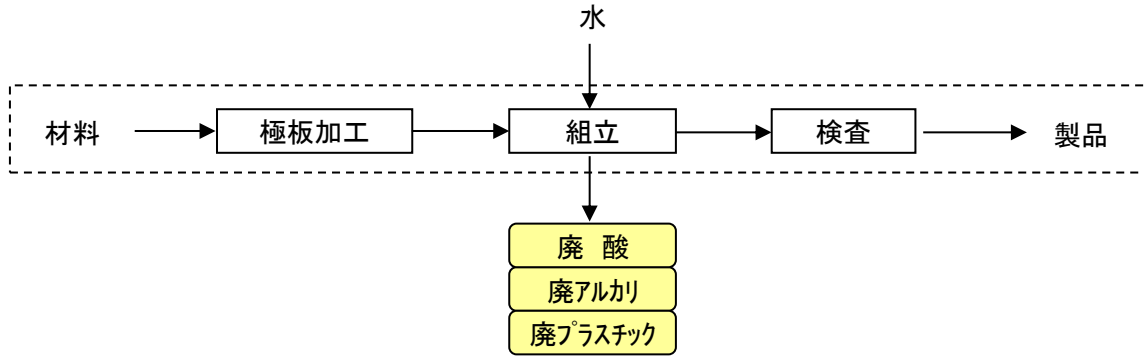 水
材料
極板加工
組立
検査
製品
廃 酸
廃ｱﾙｶﾘ
廃ﾌﾟﾗｽﾁｯｸ